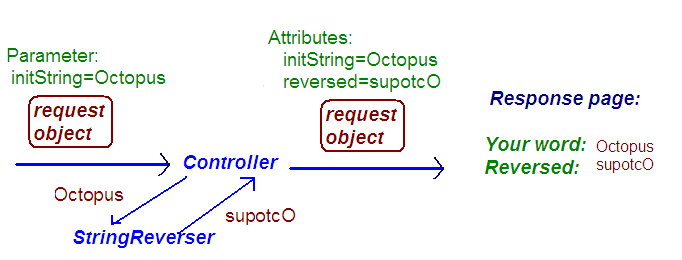 Parameter:
initString=Octopus
request
object
Attributes:
initString=Octopus
reversed=supotcO
request
object
Controller
Octopus
supotcO
StringReverser
Response page:
Your word: Octopus
Reversed: supotcO